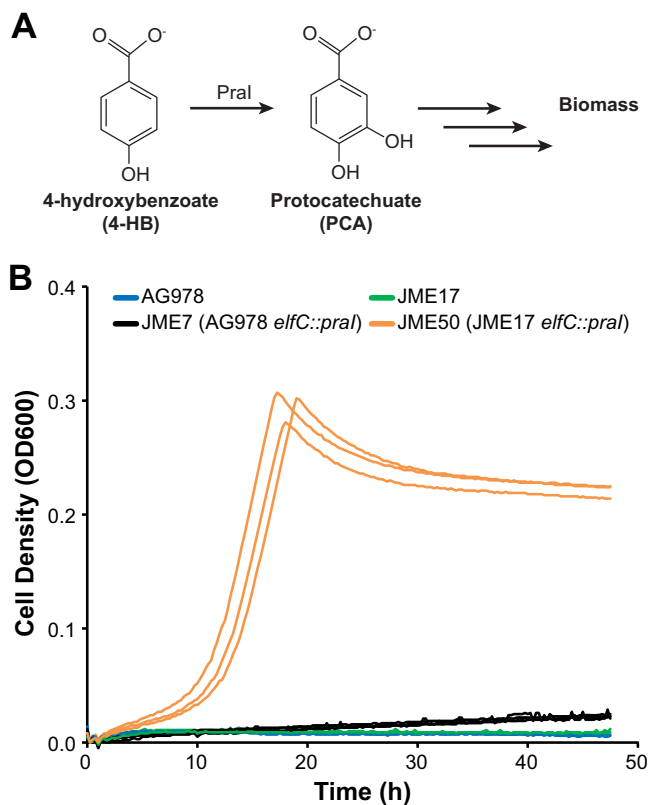 A
O
O-
OH
4-hydroxybenzoate
(4-HB)
PraI
O
O-
OH
OH
Protocatechuate
(PCA)
Biomass
B
AG978
JME17
JME7 (AG978 elfC::praI)
JME50 (JME17 elfC::praI)
Cell Density (OD600)
0.4
0.3
0.2
0.1
0.0
0
10
20
30
40
50
Time (h)